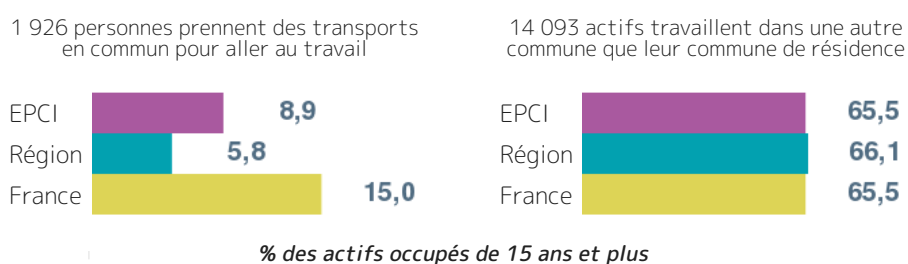 1 926 personnes prennent des transports
en commun pour aller au travail
EPCI 8,9
Région 5,8
France 15,0
14 093 actifs travaillent dans une autre
commune que leur commune de résidence
EPCI 65,5
Région 66,1
France 65,5
% des actifs occupés de 15 ans et plus